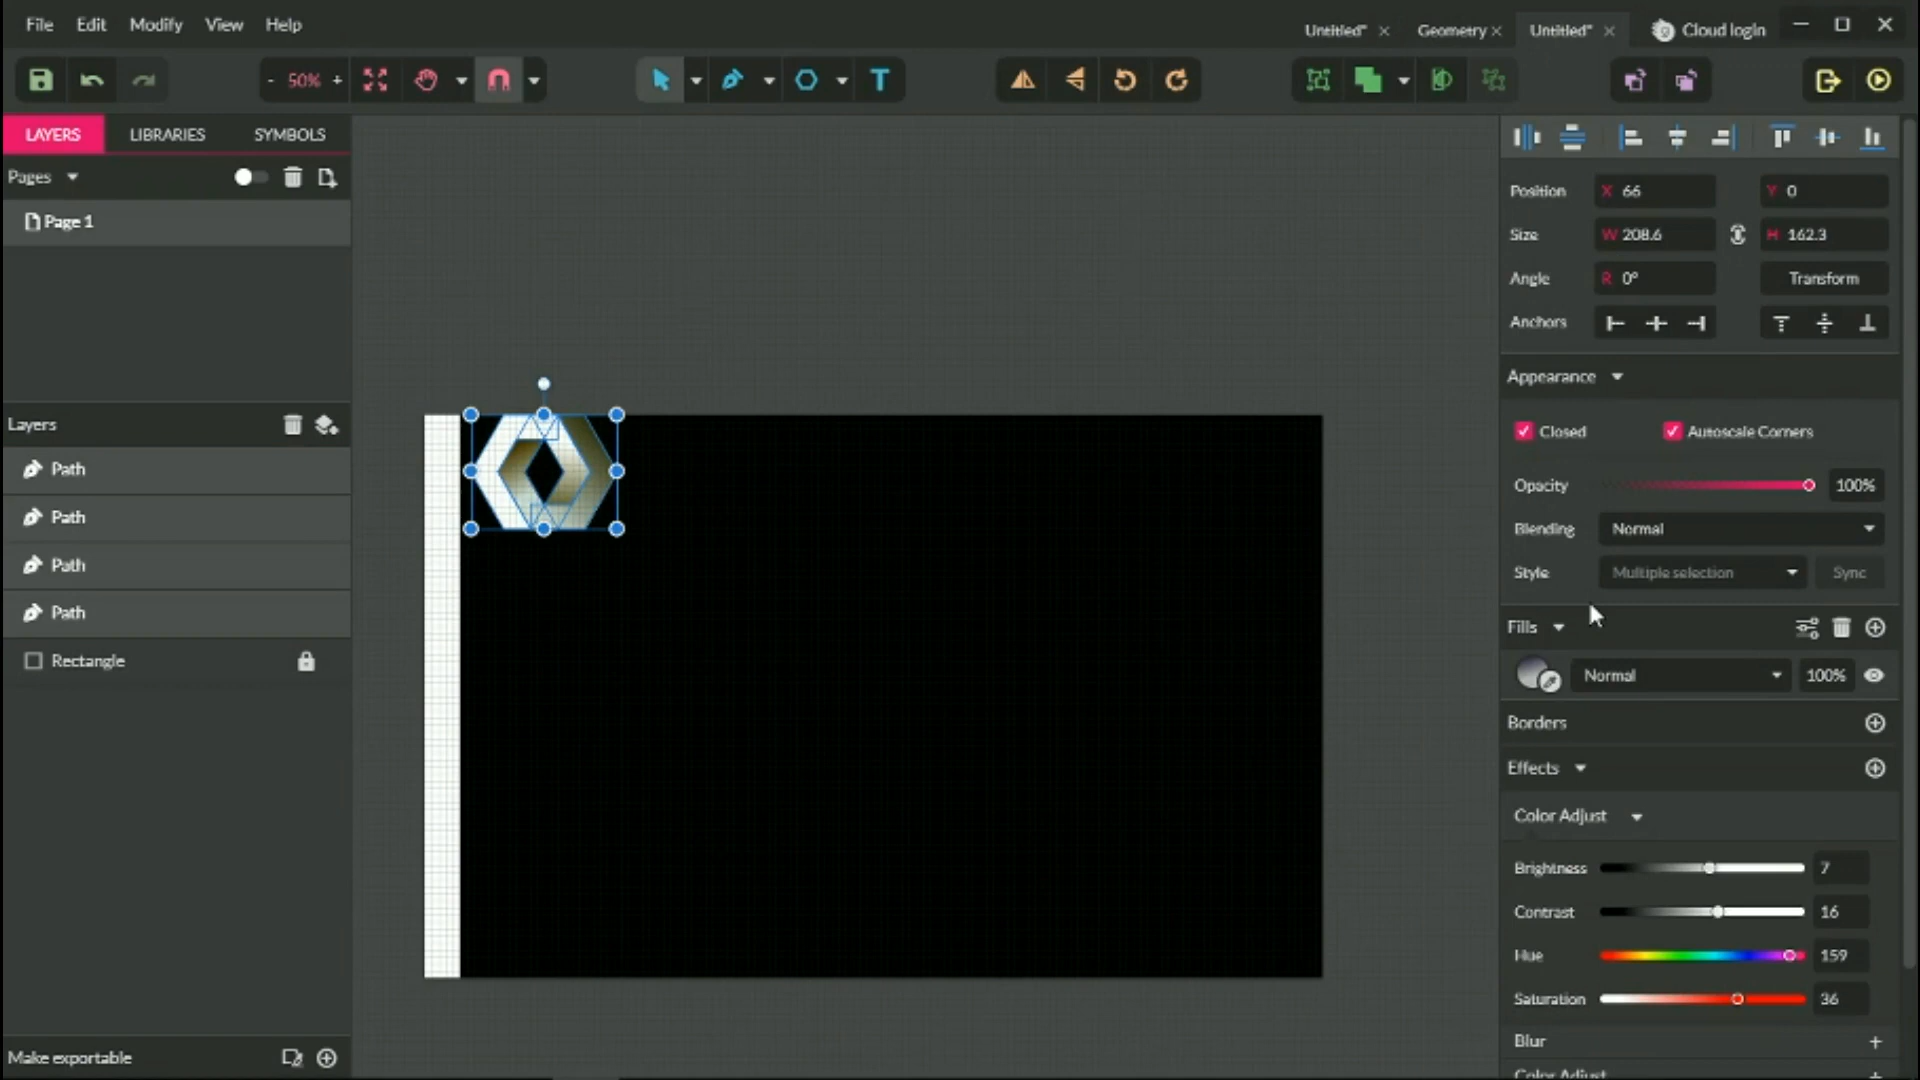 File Edit Modify View Help
Untitled* Geometry Untitled* Cloud login
- 50% +
T
LAYERS LIBRARIES SYMBOLS
Pages
Page 1
Layers
Path
Path
Path
Path
Rectangle
Make exportable
Position X 66 Y 0
Size W 208.6 H 162.3
Angle R 0° Transform
Anchors
Appearance
Closed Autoscale Corners
Opacity 100%
Blending Normal
Style Multiple selection Sync
Fills
Normal 100%
Borders
Effects
Color Adjust
Brightness 7
Contrast 16
Hue 159
Saturation 36
Blur
Color Adjust